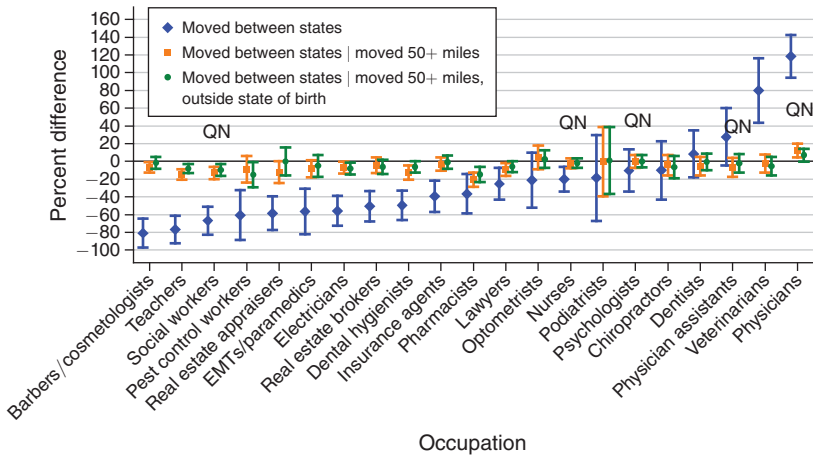 160
140
120
100
80
60
40
20
0
−20
−40
−60
−80
−100
Percent difference
Moved between states
Moved between states | moved 50+ miles
Moved between states | moved 50+ miles,
outside state of birth
QN
QN
QN
QN
QN
Barbers/cosmetologists
Teachers
Social workers
Pest control workers
Real estate appraisers
EMTs/paramedics
Electricians
Real estate brokers
Dental hygienists
Insurance agents
Pharmacists
Lawyers
Optometrists
Nurses
Podiatrists
Psychologists
Chiropractors
Dentists
Physician assistants
Veterinarians
Physicians
Occupation